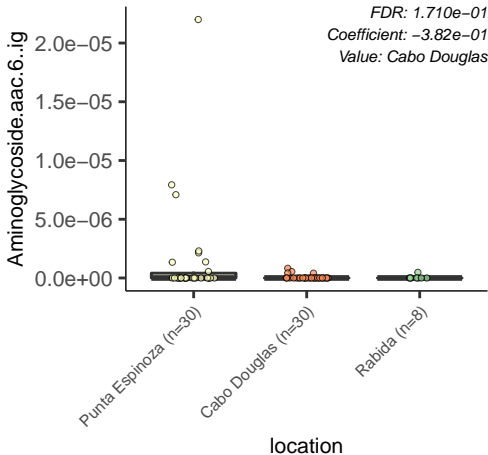 FDR: 1.710e−01
Coefficient: −3.82e−01
Value: Cabo Douglas
Aminoglycoside.aac.6..ig
2.0e−05
1.5e−05
1.0e−05
5.0e−06
0.0e+00
Punta Espinoza (n=30)
Cabo Douglas (n=30)
Rabida (n=8)
location